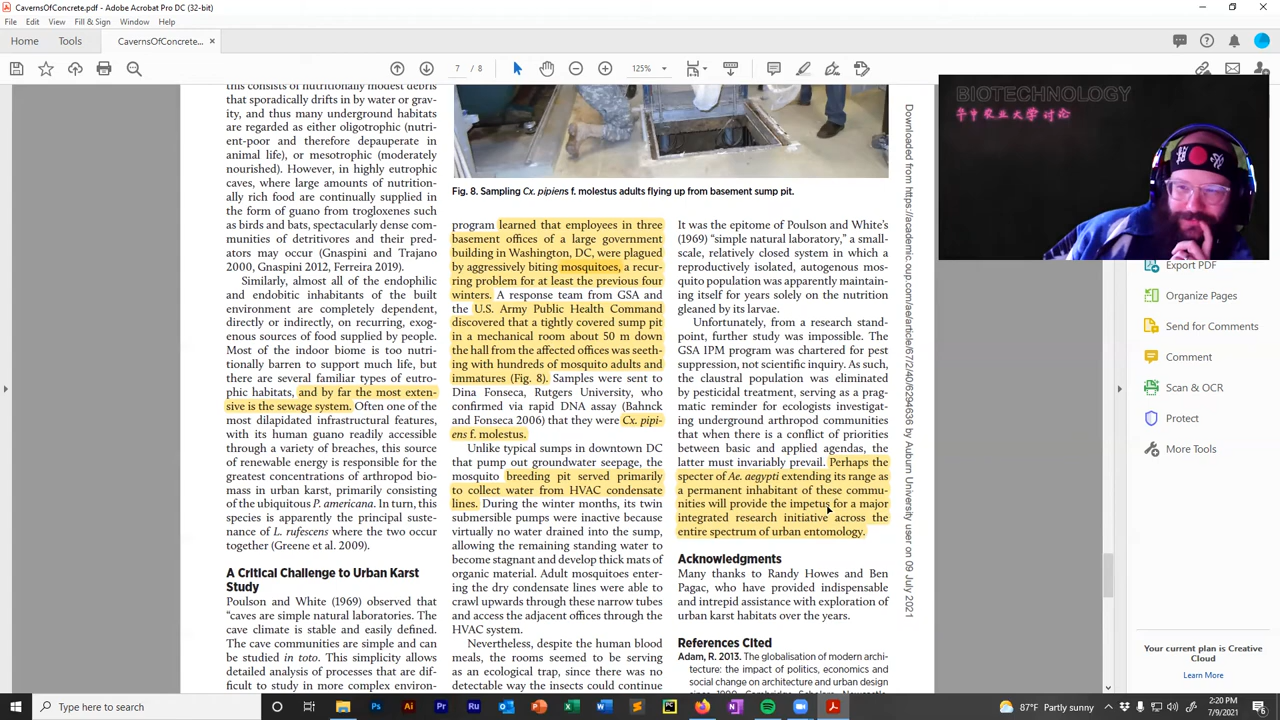 CavernsOfConcrete.pdf - Adobe Acrobat Pro DC (32-bit)
File Edit View Fill & Sign Window Help
Home Tools CavernsOfConcrete... ×
7 / 8 125%
this consists of nutritionally modest debris
that sporadically drifts in by water or grav-
ity, and thus many underground habitats
are regarded as either oligotrophic (nutri-
ent-poor and therefore depauperate in
animal life), or mesotrophic (moderately
nourished). However, in highly eutrophic
caves, where large amounts of nutrition-
ally rich food are continually supplied in
the form of guano from trogloxenes such
as birds and bats, spectacularly dense com-
munities of detritivores and their pred-
ators may occur (Gnaspini and Trajano
2000, Gnaspini 2012, Ferreira 2019).
Similarly, almost all of the endophilic
and endobitic inhabitants of the built
environment are completely dependent,
directly or indirectly, on recurring, exog-
enous sources of food supplied by people.
Most of the indoor biome is too nutri-
tionally barren to support much life, but
there are several familiar types of eutro-
phic habitats, and by far the most exten-
sive is the sewage system. Often one of the
most dilapidated infrastructural features,
with its human guano readily accessible
through a variety of breaches, this source
of renewable energy is responsible for the
greatest concentrations of arthropod bio-
mass in urban karst, primarily consisting
of the ubiquitous P. americana. In turn, this
species is apparently the principal suste-
nance of L. rufescens where the two occur
together (Greene et al. 2009).
A Critical Challenge to Urban Karst
Study
Poulson and White (1969) observed that
“caves are simple natural laboratories. The
cave climate is stable and easily defined.
The cave communities are simple and can
be studied in toto. This simplicity allows
detailed analysis of processes that are dif-
ficult to study in more complex environ-
Fig. 8. Sampling Cx. pipiens f. molestus adults flying up from basement sump pit.
program learned that employees in three
basement offices of a large government
building in Washington, DC, were plagued
by aggressively biting mosquitoes, a recur-
ring problem for at least the previous four
winters. A response team from GSA and
the U.S. Army Public Health Command
discovered that a tightly covered sump pit
in a mechanical room about 50 m down
the hall from the affected offices was seeth-
ing with hundreds of mosquito adults and
immatures (Fig. 8). Samples were sent to
Dina Fonseca, Rutgers University, who
confirmed via rapid DNA assay (Bahnck
and Fonseca 2006) that they were Cx. pipi-
ens f. molestus.
Unlike typical sumps in downtown DC
that pump out groundwater seepage, the
mosquito breeding pit served primarily
to collect water from HVAC condensate
lines. During the winter months, its twin
submersible pumps were inactive because
virtually no water drained into the sump,
allowing the remaining standing water to
become stagnant and develop thick mats of
organic material. Adult mosquitoes enter-
ing the dry condensate lines were able to
crawl upwards through these narrow tubes
and access the adjacent offices through the
HVAC system.
Nevertheless, despite the human blood
meals, the rooms seemed to be serving
as an ecological trap, since there was no
detectable way the insects could continue
It was the epitome of Poulson and White’s
(1969) “simple natural laboratory,” a small-
scale, relatively closed system in which a
reproductively isolated, autogenous mos-
quito population was apparently maintain-
ing itself for years solely on the nutrition
gleaned by its larvae.
Unfortunately, from a research stand-
point, further study was impossible. The
GSA IPM program was chartered for pest
suppression, not scientific inquiry. As such,
the claustral population was eliminated
by pesticidal treatment, serving as a prag-
matic reminder for ecologists investigat-
ing underground arthropod communities
that when there is a conflict of priorities
between basic and applied agendas, the
latter must invariably prevail. Perhaps the
specter of Ae. aegypti extending its range as
a permanent inhabitant of these commu-
nities will provide the impetus for a major
integrated research initiative across the
entire spectrum of urban entomology.
Acknowledgments
Many thanks to Randy Howes and Ben
Pagac, who have provided indispensable
and intrepid assistance with exploration of
urban karst habitats over the years.
References Cited
Adam, R. 2013. The globalisation of modern archi-
tecture: the impact of politics, economics and
social change on architecture and urban design
Downloaded from https://academic.oup.com/ae/article/67/2/40/6294636 by Auburn University user on 09 July 2021
BIOTECHNOLOGY
华中农业大学讨论
Export PDF
Organize Pages
Send for Comments
Comment
Scan & OCR
Protect
More Tools
Your current plan is Creative
Cloud
Learn More
Type here to search
87°F Partly sunny
2:20 PM
7/9/2021